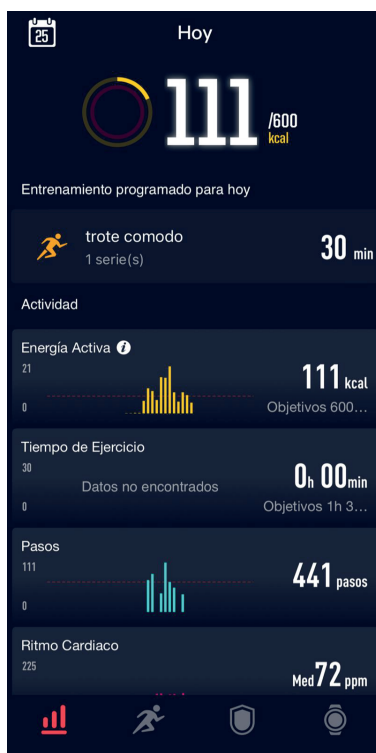 25
Hoy
111 /600 kcal
Entrenamiento programado para hoy
trote comodo
1 serie(s)
30 min
Actividad
Energía Activa i
21
0
111 kcal
Objetivos 600...
Tiempo de Ejercicio
30
0
Datos no encontrados
0h 00min
Objetivos 1h 3...
Pasos
111
0
441 pasos
Ritmo Cardiaco
225
Med 72 ppm